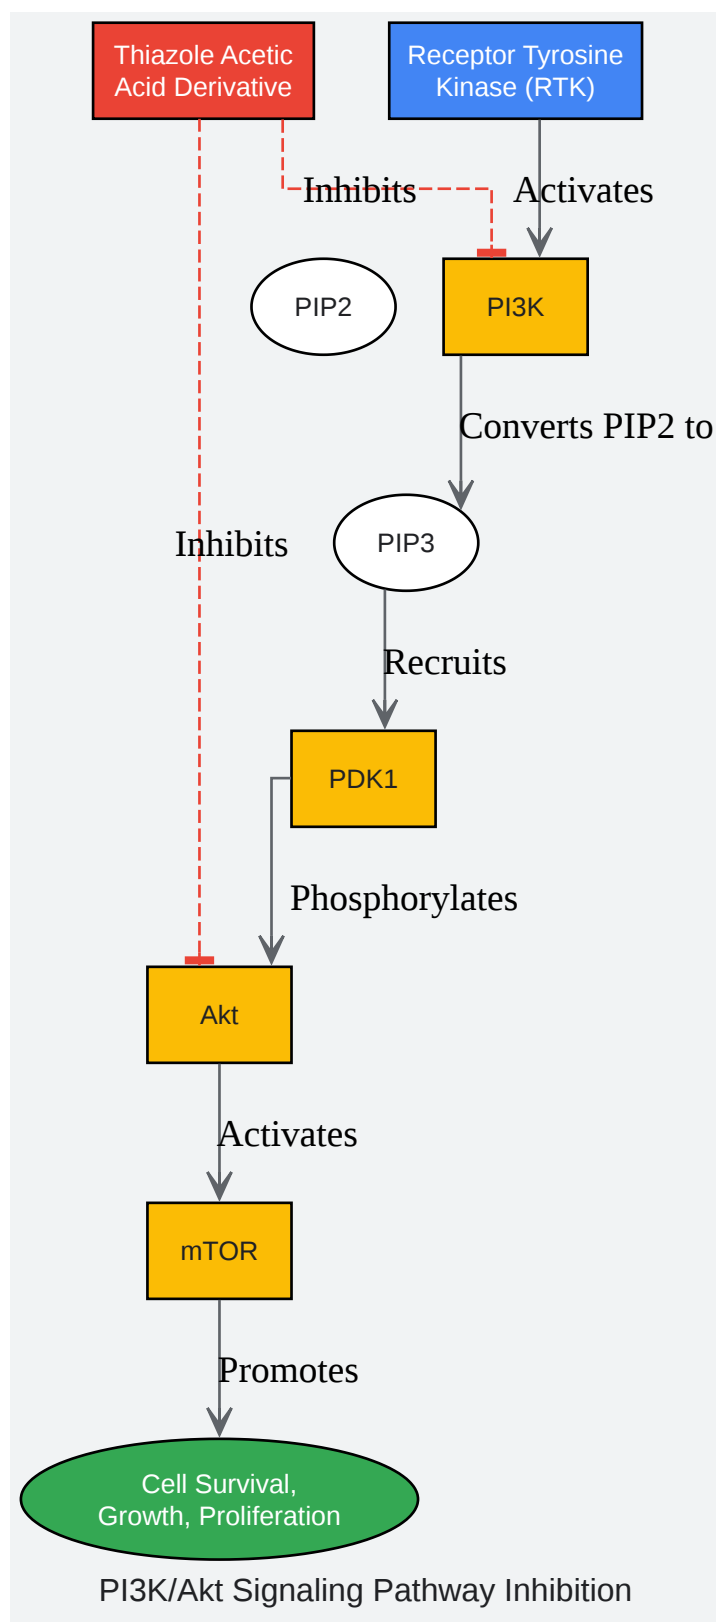 Thiazole Acetic
Acid Derivative
Receptor Tyrosine
Kinase (RTK)
Inhibits
Activates
PIP2
PI3K
Converts PIP2 to
Inhibits
PIP3
Recruits
PDK1
Phosphorylates
Akt
Activates
mTOR
Promotes
Cell Survival,
Growth, Proliferation
PI3K/Akt Signaling Pathway Inhibition